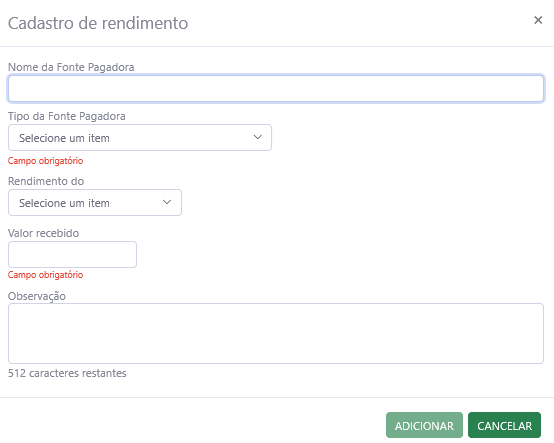 Cadastro de rendimento
×
Nome da Fonte Pagadora
Tipo da Fonte Pagadora
Selecione um item
Campo obrigatório
Rendimento do
Selecione um item
Valor recebido
Campo obrigatório
Observação
512 caracteres restantes
ADICIONAR CANCELAR